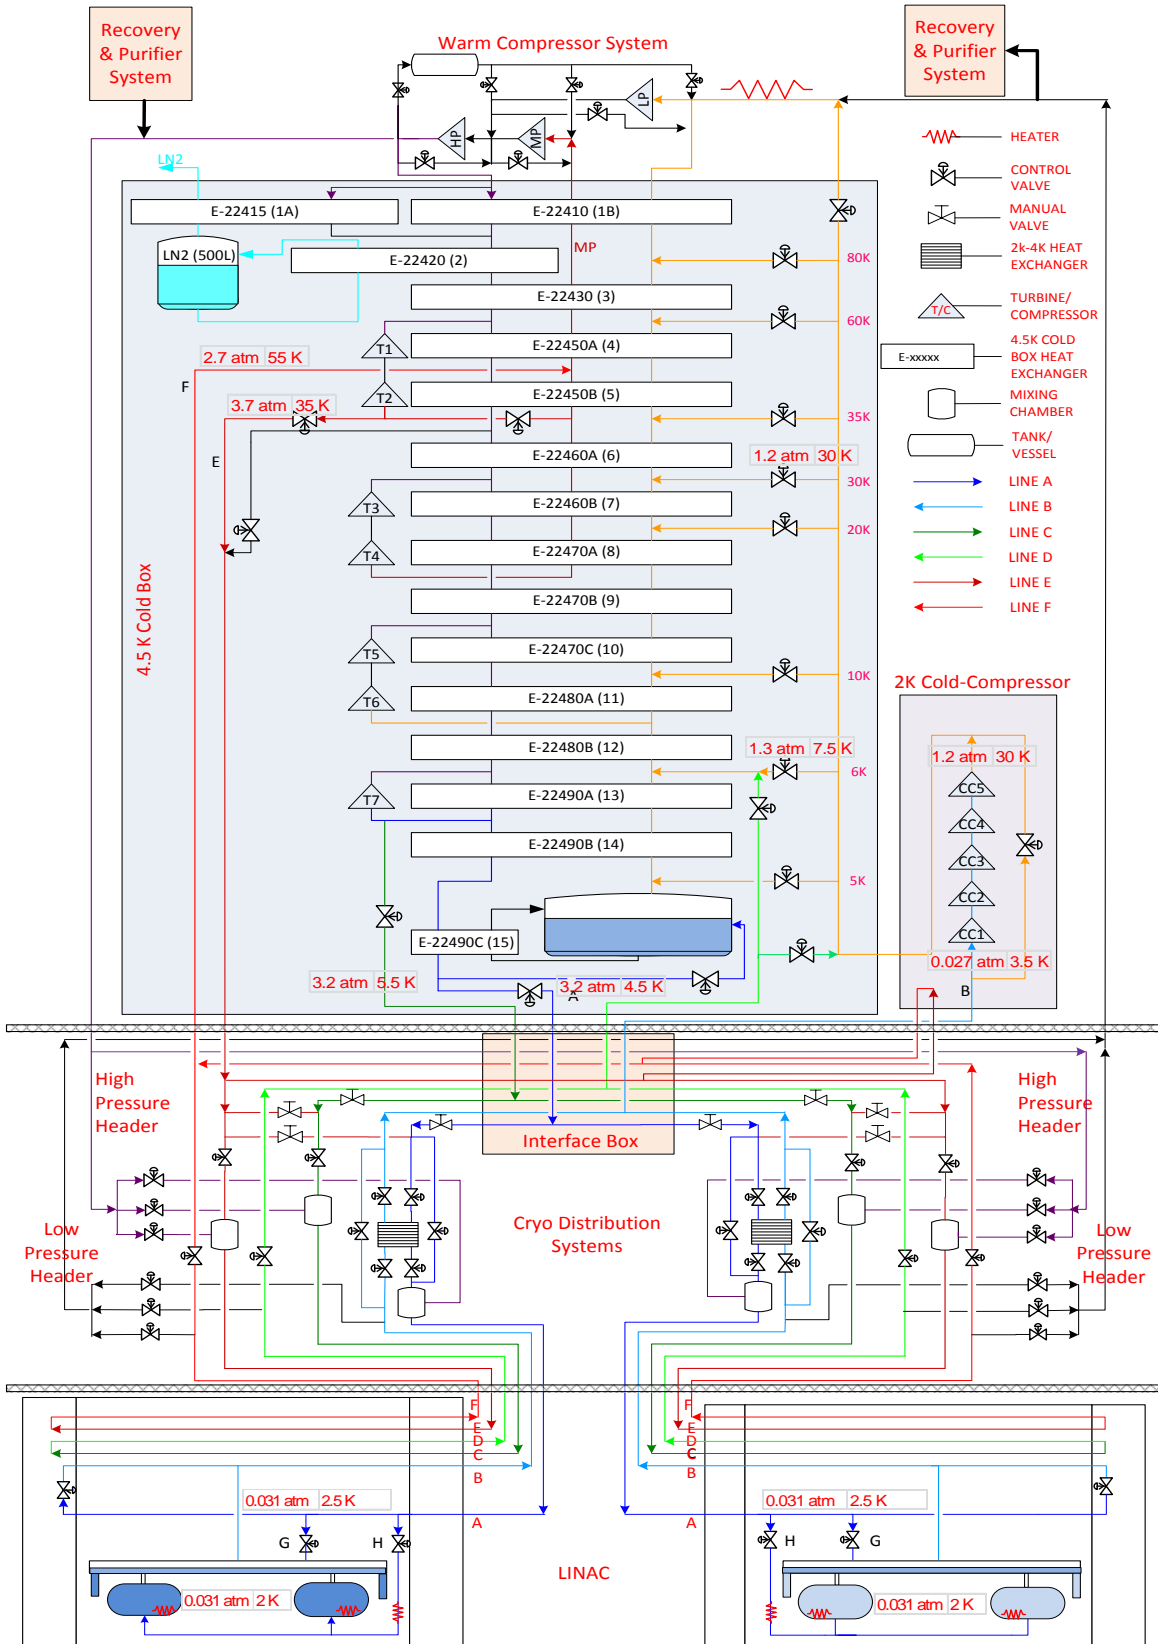 Recovery
& Purifier
System
Warm Compressor System
Recovery
& Purifier
System
LP
HP
MP
LN2
HEATER
CONTROL
VALVE
MANUAL
VALVE
2k-4K HEAT
EXCHANGER
T/C
TURBINE/
COMPRESSOR
E-xxxxx
4.5K COLD
BOX HEAT
EXCHANGER
MIXING
CHAMBER
TANK/
VESSEL
LINE A
LINE B
LINE C
LINE D
LINE E
LINE F
E-22415 (1A)
E-22410 (1B)
LN2 (500L)
E-22420 (2)
MP
80K
E-22430 (3)
60K
T1
E-22450A (4)
2.7 atm 55 K
F
T2
E-22450B (5)
3.7 atm 35 K
35K
E
E-22460A (6)
1.2 atm 30 K
30K
T3
E-22460B (7)
20K
T4
E-22470A (8)
4.5 K Cold Box
E-22470B (9)
T5
E-22470C (10)
10K
T6
E-22480A (11)
2K Cold-Compressor
E-22480B (12)
1.3 atm 7.5 K
1.2 atm 30 K
6K
T7
E-22490A (13)
CC5
CC4
E-22490B (14)
CC3
5K
CC2
CC1
E-22490C (15)
0.027 atm 3.5 K
3.2 atm 5.5 K
3.2 atm 4.5 K
A
B
High
Pressure
Header
Interface Box
High
Pressure
Header
Low
Pressure
Header
Cryo Distribution
Systems
Low
Pressure
Header
F
E
D
C
B
A
F
E
D
C
B
A
0.031 atm 2.5 K
0.031 atm 2.5 K
G
H
H
G
LINAC
0.031 atm 2 K
0.031 atm 2 K